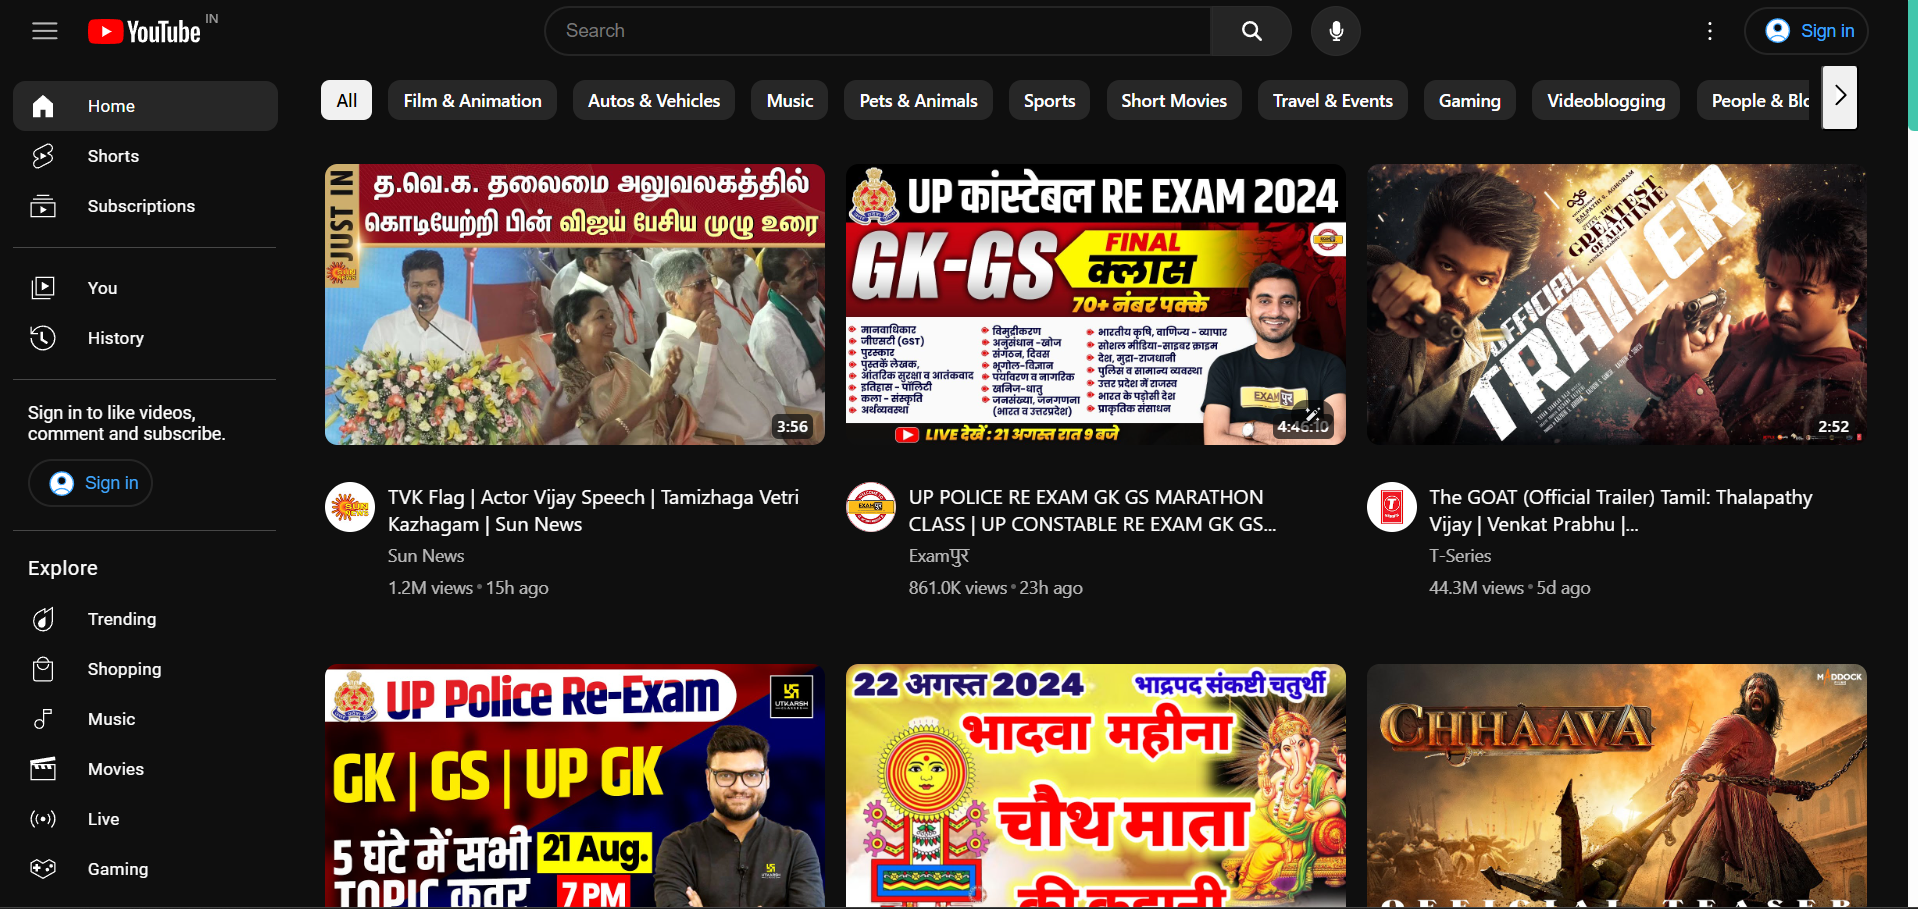 YouTube IN
Search
Sign in
Home
Shorts
Subscriptions
You
History
Sign in to like videos,
comment and subscribe.
Sign in
Explore
Trending
Shopping
Music
Movies
Live
Gaming
All
Film & Animation
Autos & Vehicles
Music
Pets & Animals
Sports
Short Movies
Travel & Events
Gaming
Videoblogging
People & Blo
JUST IN
த.வெ.க. தலைமை அலுவலகத்தில்
கொடியேற்றி பின் விஜய் பேசிய முழு உரை
SUN NEWS
3:56
TVK Flag | Actor Vijay Speech | Tamizhaga Vetri
Kazhagam | Sun News
Sun News
1.2M views • 15h ago
UP कांस्टेबल RE EXAM 2024
GK-GS
FINAL
क्लास
70+ नंबर पक्के
मानवाधिकार
जीएसटी (GST)
पुरस्कार
पुस्तकें लेखक,
आंतरिक सुरक्षा व आतंकवाद
इतिहास - पॉलिटी
कला - संस्कृति
अर्थव्यवस्था
विमुद्रीकरण
अनुसंधान -खोज
संगठन, दिवस
भूगोल-विज्ञान
पर्यावरण व नागरिक
खनिज-धातु
जनसंख्या, जनगणना
(भारत व उत्तरप्रदेश)
भारतीय कृषि, वाणिज्य - व्यापार
सोशल मीडिया-साइबर क्राइम
देश, मुद्रा-राजधानी
पुलिस व सामान्य व्यवस्था
उत्तर प्रदेश में राजस्व
भारत के पड़ोसी देश
प्राकृतिक संसाधन
EXAMपुर
LIVE देखें : 21 अगस्त रात 9 बजे
4:46:10
UP POLICE RE EXAM GK GS MARATHON
CLASS | UP CONSTABLE RE EXAM GK GS...
Examपुर
861.0K views • 23h ago
KALPATHI S. AGHORAM
THE
GREATEST
OF ALL TIME
OFFICIAL
TRAILER
2:52
The GOAT (Official Trailer) Tamil: Thalapathy
Vijay | Venkat Prabhu |...
T-Series
44.3M views • 5d ago
UP Police Re-Exam
UTKARSH
CLASSES
GK | GS | UP GK
5 घंटे में सभी
TOPIC कवर
21 Aug.
7 PM
UTKARSH
22 अगस्त 2024
भाद्रपद संकष्टी चतुर्थी
भादवा महीना
चौथ माता
की कहानी
MADDOCK
CHHAAVA
OFFICIAL TEASER